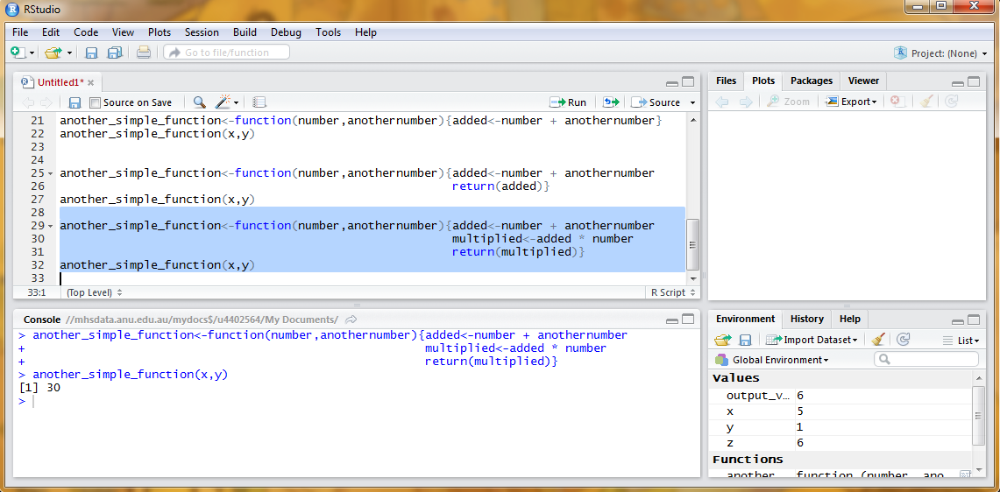 RStudio
File Edit Code View Plots Session Build Debug Tools Help
Go to file/function
Project: (None)
Untitled1*
Source on Save
Run
Source
21 another_simple_function<-function(number,anothernumber){added<-number + anothernumber}
22 another_simple_function(x,y)
23
24
25 another_simple_function<-function(number,anothernumber){added<-number + anothernumber
26 return(added)}
27 another_simple_function(x,y)
28
29 another_simple_function<-function(number,anothernumber){added<-number + anothernumber
30 multiplied<-added * number
31 return(multiplied)}
32 another_simple_function(x,y)
33
33:1 (Top Level) R Script
Console //mhsdata.anu.edu.au/mydocs$/u4402564/My Documents/
> another_simple_function<-function(number,anothernumber){added<-number + anothernumber
+ multiplied<-added * number
+ return(multiplied)}
> another_simple_function(x,y)
[1] 30
>
Files Plots Packages Viewer
Zoom Export
Environment History Help
Import Dataset List
Global Environment
Values
output_v… 6
x 5
y 1
z 6
Functions
another function (number, ano